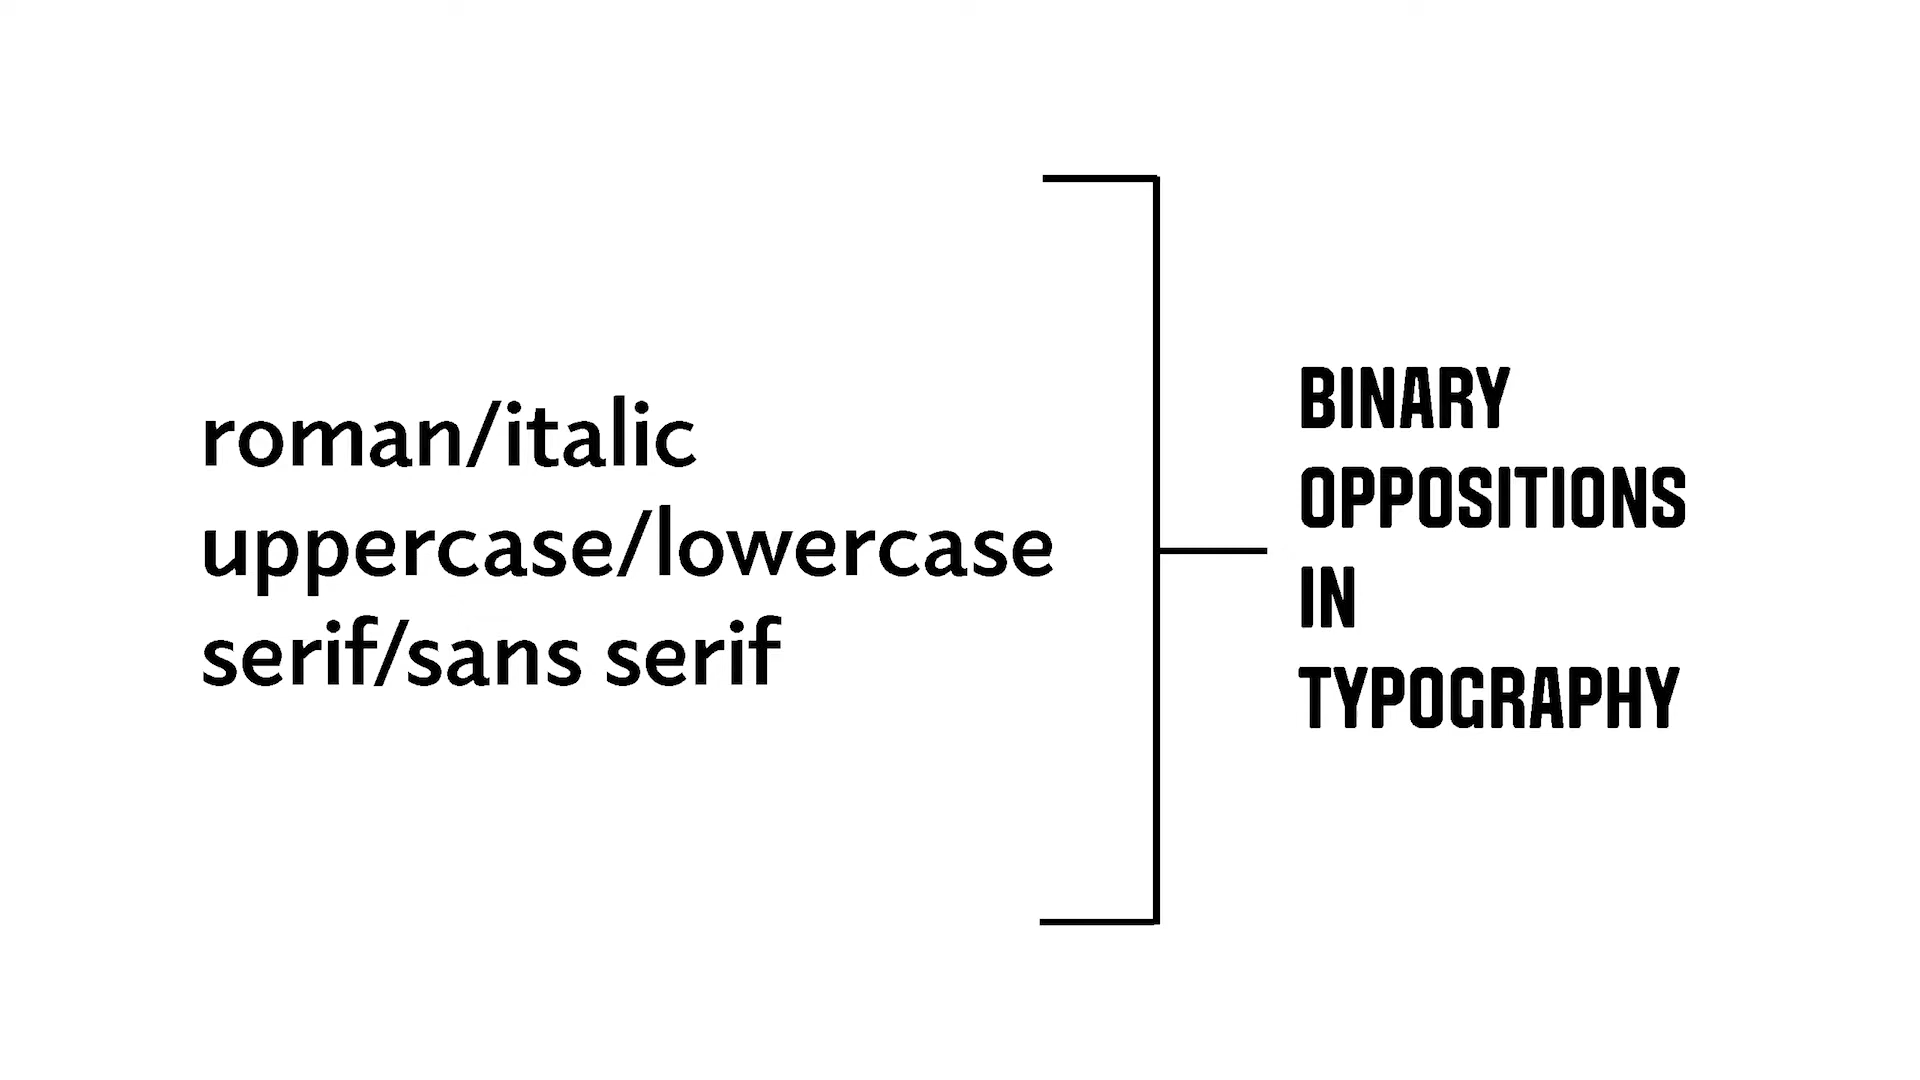 roman/italic
uppercase/lowercase
serif/sans serif
BINARY
OPPOSITIONS
IN
TYPOGRAPHY